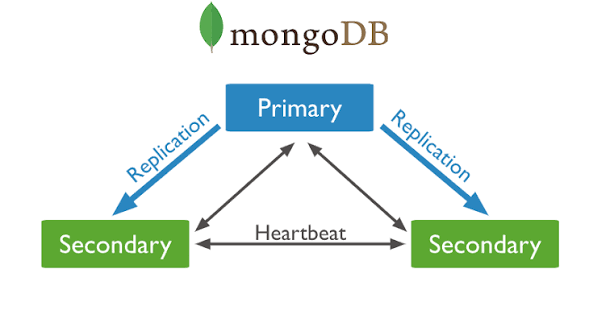 mongoDB
Primary
Replication
Replication
Secondary
Heartbeat
Secondary